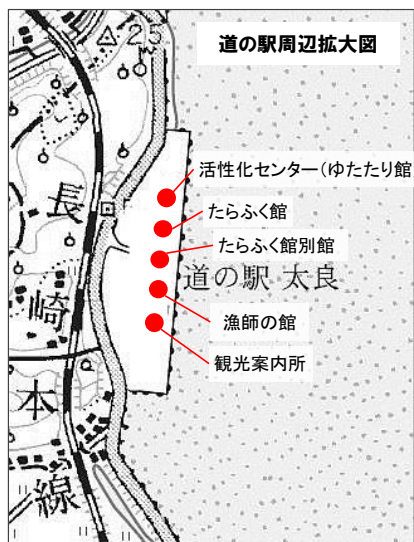 道の駅周辺拡大図
25
活性化センター(ゆたたり館
たらふく館
たらふく館別館
道の駅 太良
漁師の館
観光案内所
長崎本線